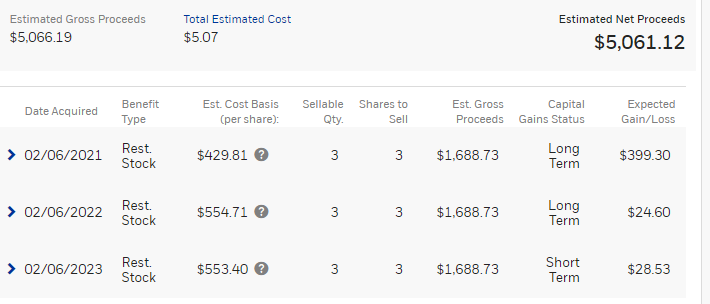 Estimated Gross Proceeds Total Estimated Cost Estimated Net Proceeds
$5,066.19 $5.07 $5,061.12
Date Acquired Benefit Type Est. Cost Basis (per share): Sellable Qty. Shares to Sell Est. Gross Proceeds Capital Gains Status Expected Gain/Loss
02/06/2021 Rest. Stock $429.81 3 3 $1,688.73 Long Term $399.30
02/06/2022 Rest. Stock $554.71 3 3 $1,688.73 Long Term $24.60
02/06/2023 Rest. Stock $553.40 3 3 $1,688.73 Short Term $28.53